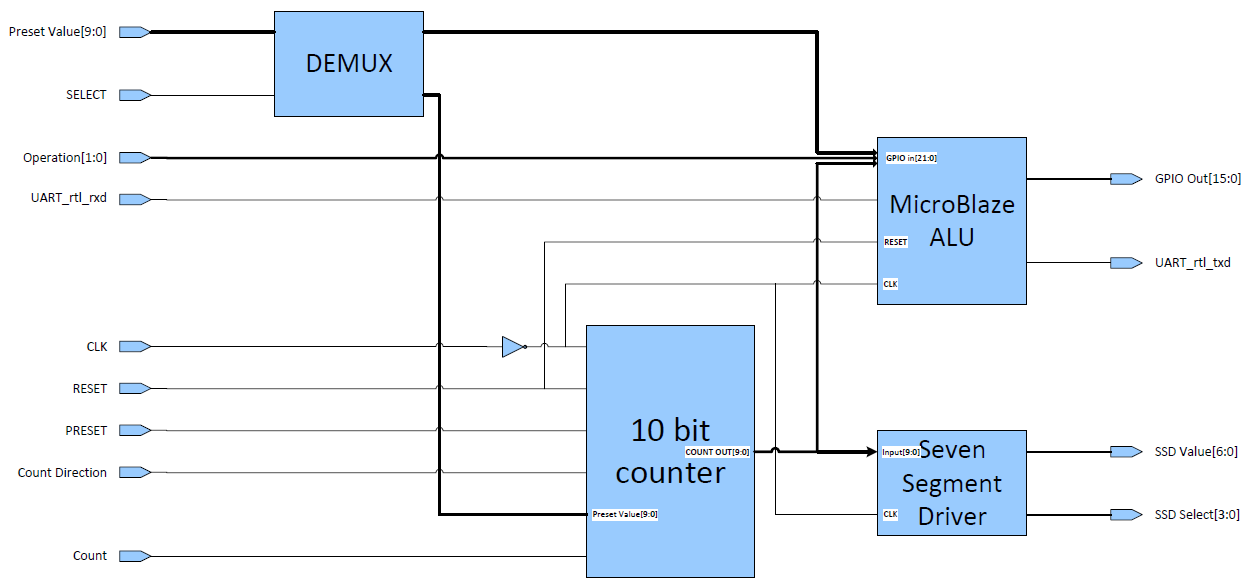 Preset Value[9:0]
DEMUX
SELECT
Operation[1:0]
GPIO in[21:0]
GPIO Out[15:0]
UART_rtl_rxd
MicroBlaze
ALU
RESET
UART_rtl_txd
CLK
CLK
RESET
PRESET
Count Direction
Count
10 bit
counter
COUNT OUT[9:0]
Preset Value[9:0]
Input[9:0]
Seven
Segment
Driver
CLK
SSD Value[6:0]
SSD Select[3:0]